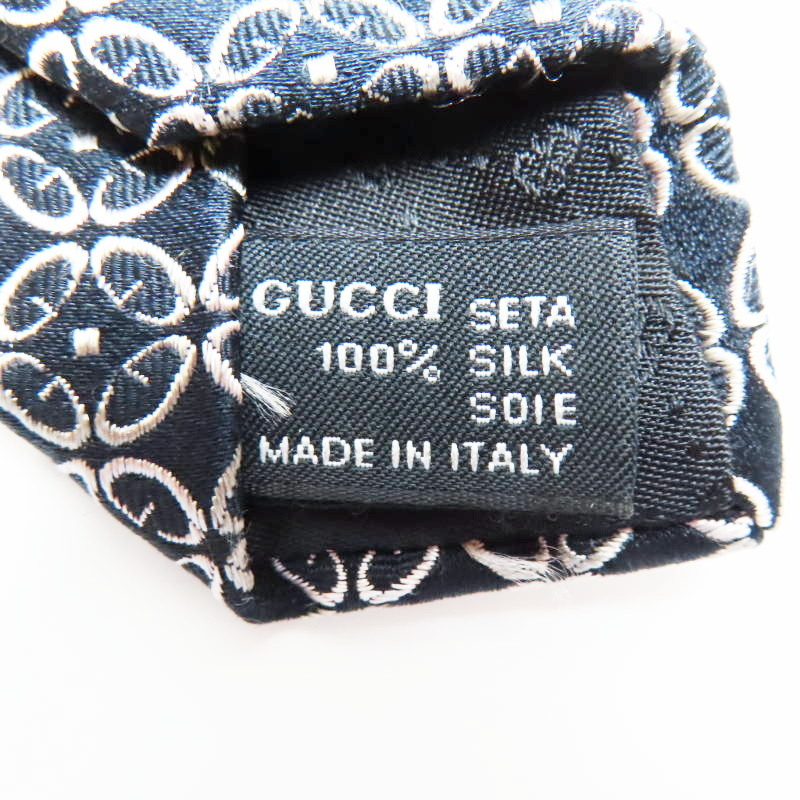 GUCCI SETA
100% SILK
SOIE
MADE IN ITALY